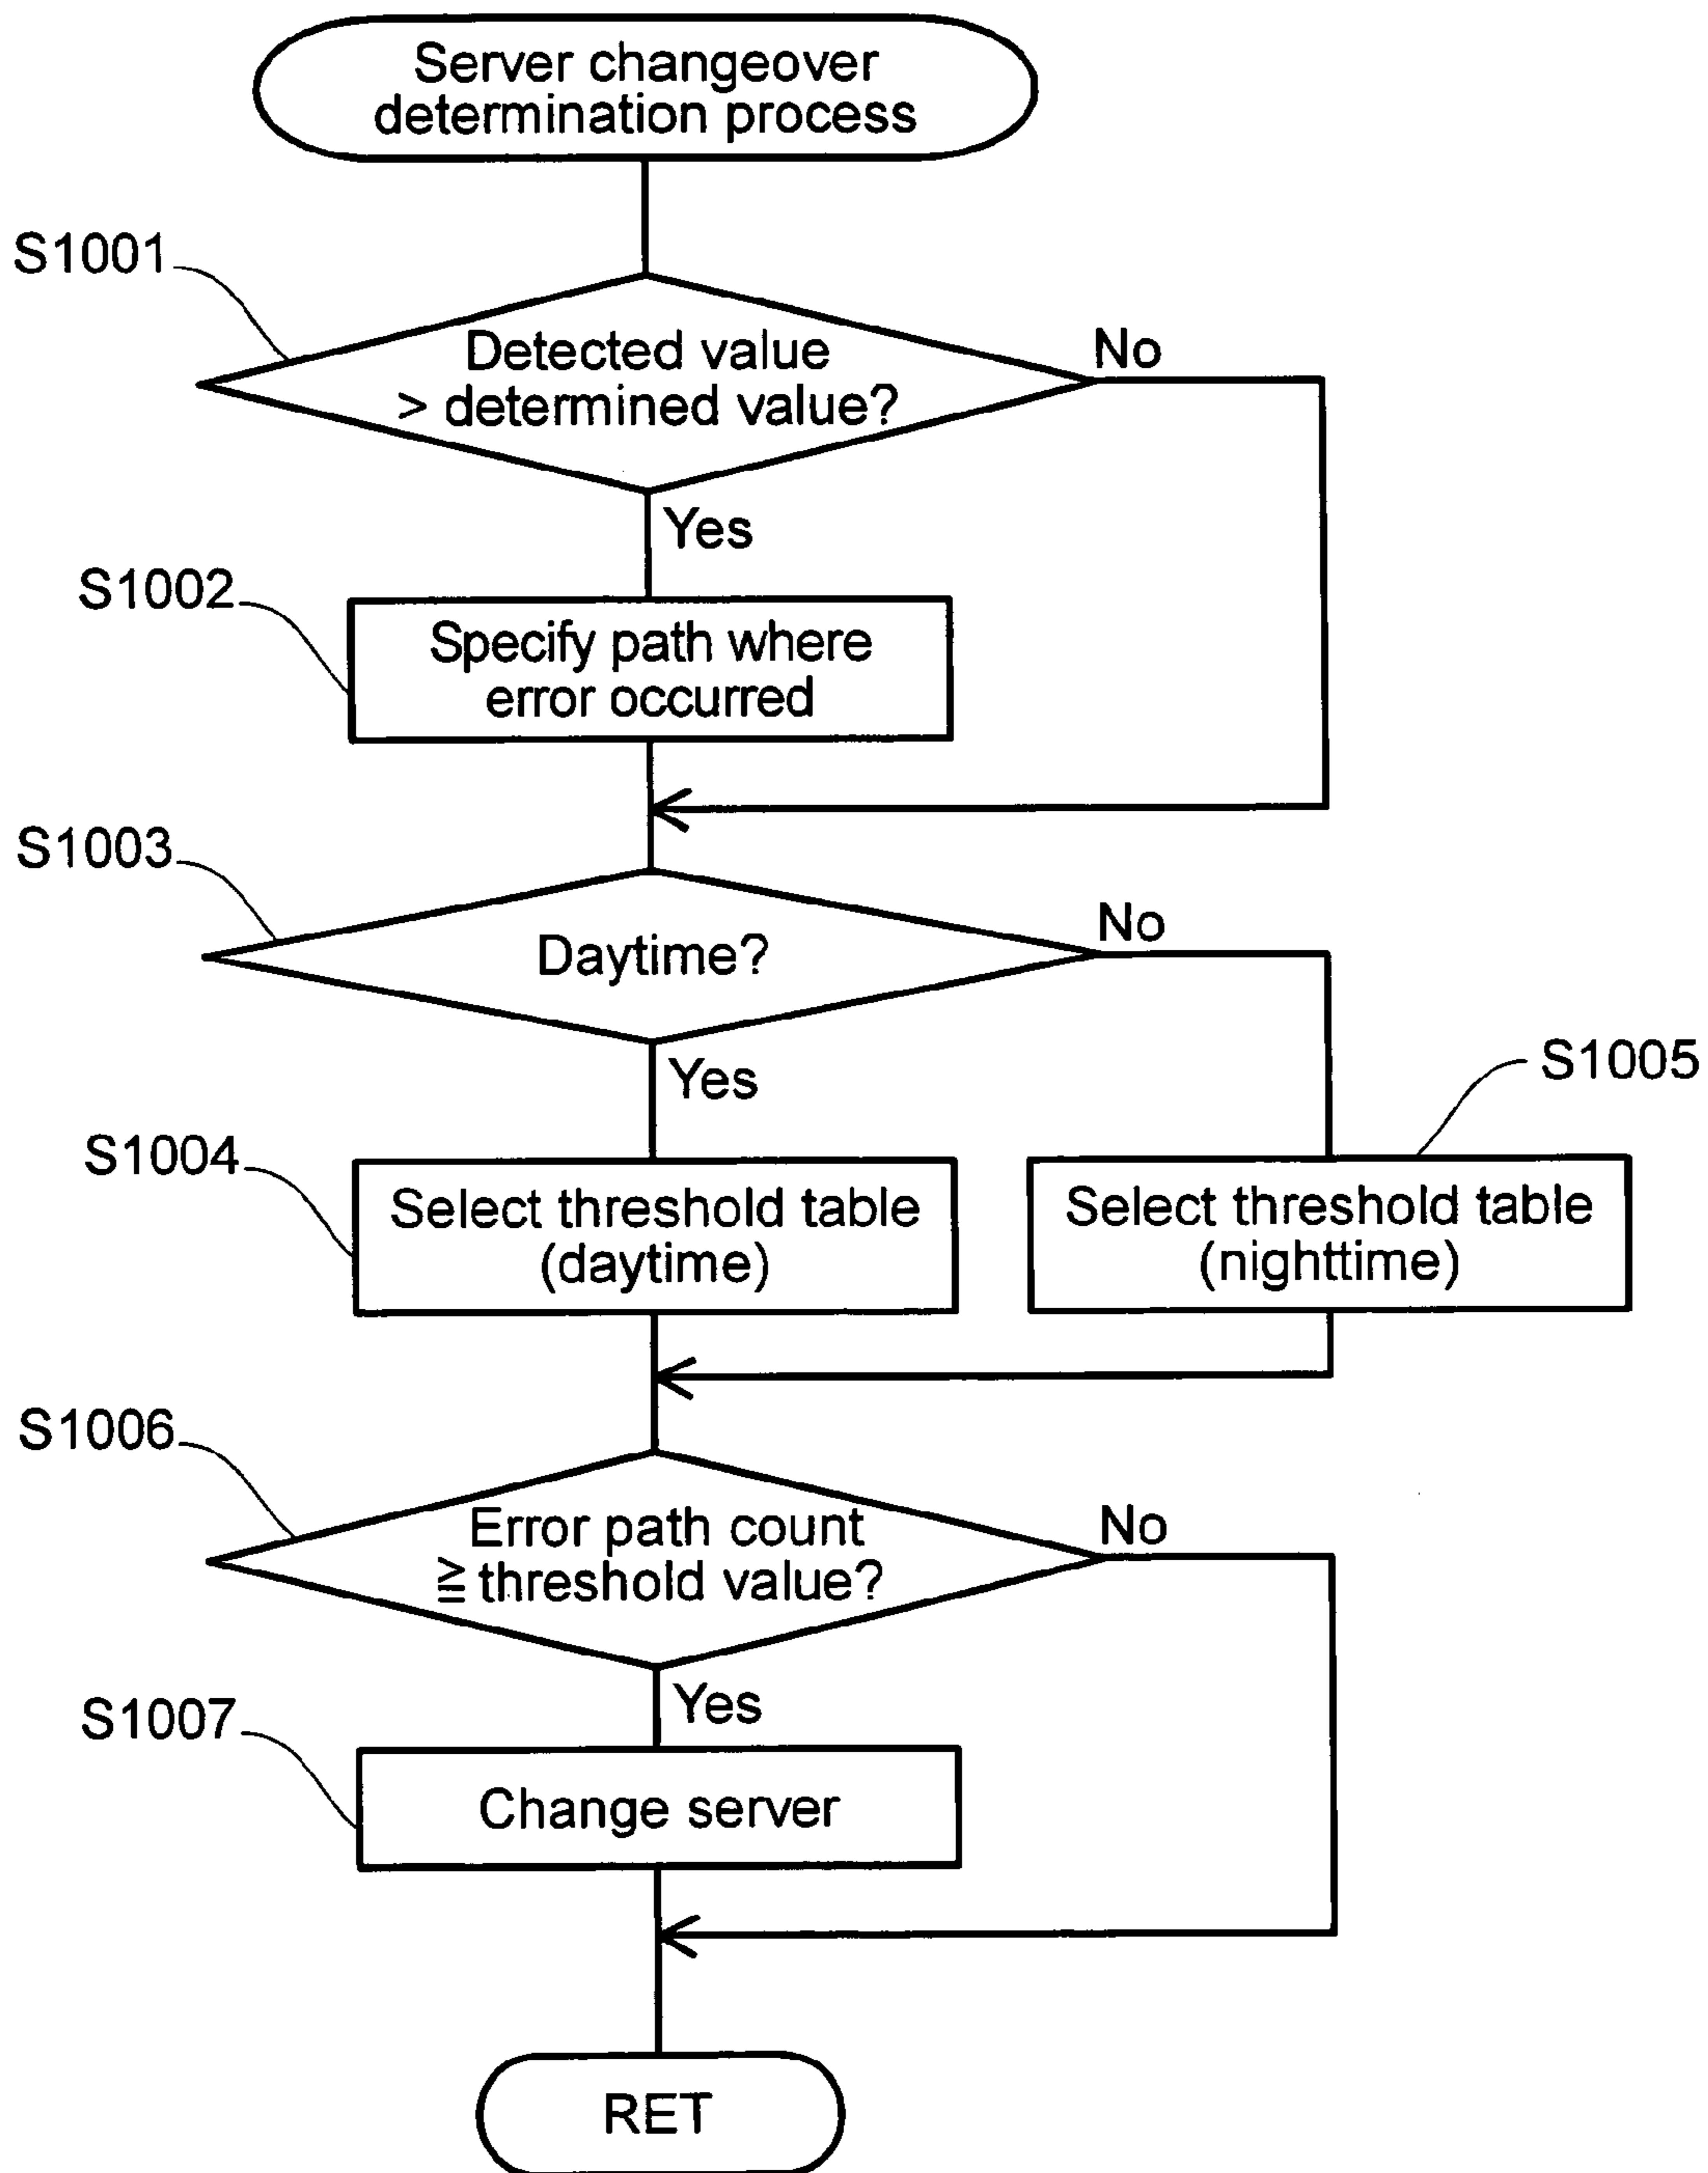 Server changeover
determination process
S1001
Detected value
> determined value?
No
Yes
S1002
Specify path where
error occurred
S1003
Daytime?
No
Yes
S1005
S1004
Select threshold table
(daytime)
Select threshold table
(nighttime)
S1006
Error path count
≧ threshold value?
No
Yes
S1007
Change server
RET